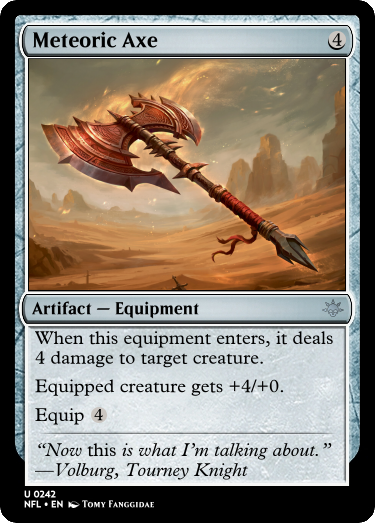 Meteoric Axe 4
Artifact — Equipment
When this equipment enters, it deals
4 damage to target creature.
Equipped creature gets +4/+0.
Equip 4
“Now this is what I’m talking about.”
—Volburg, Tourney Knight
U 0242
NFL • EN Tomy Fanggidae